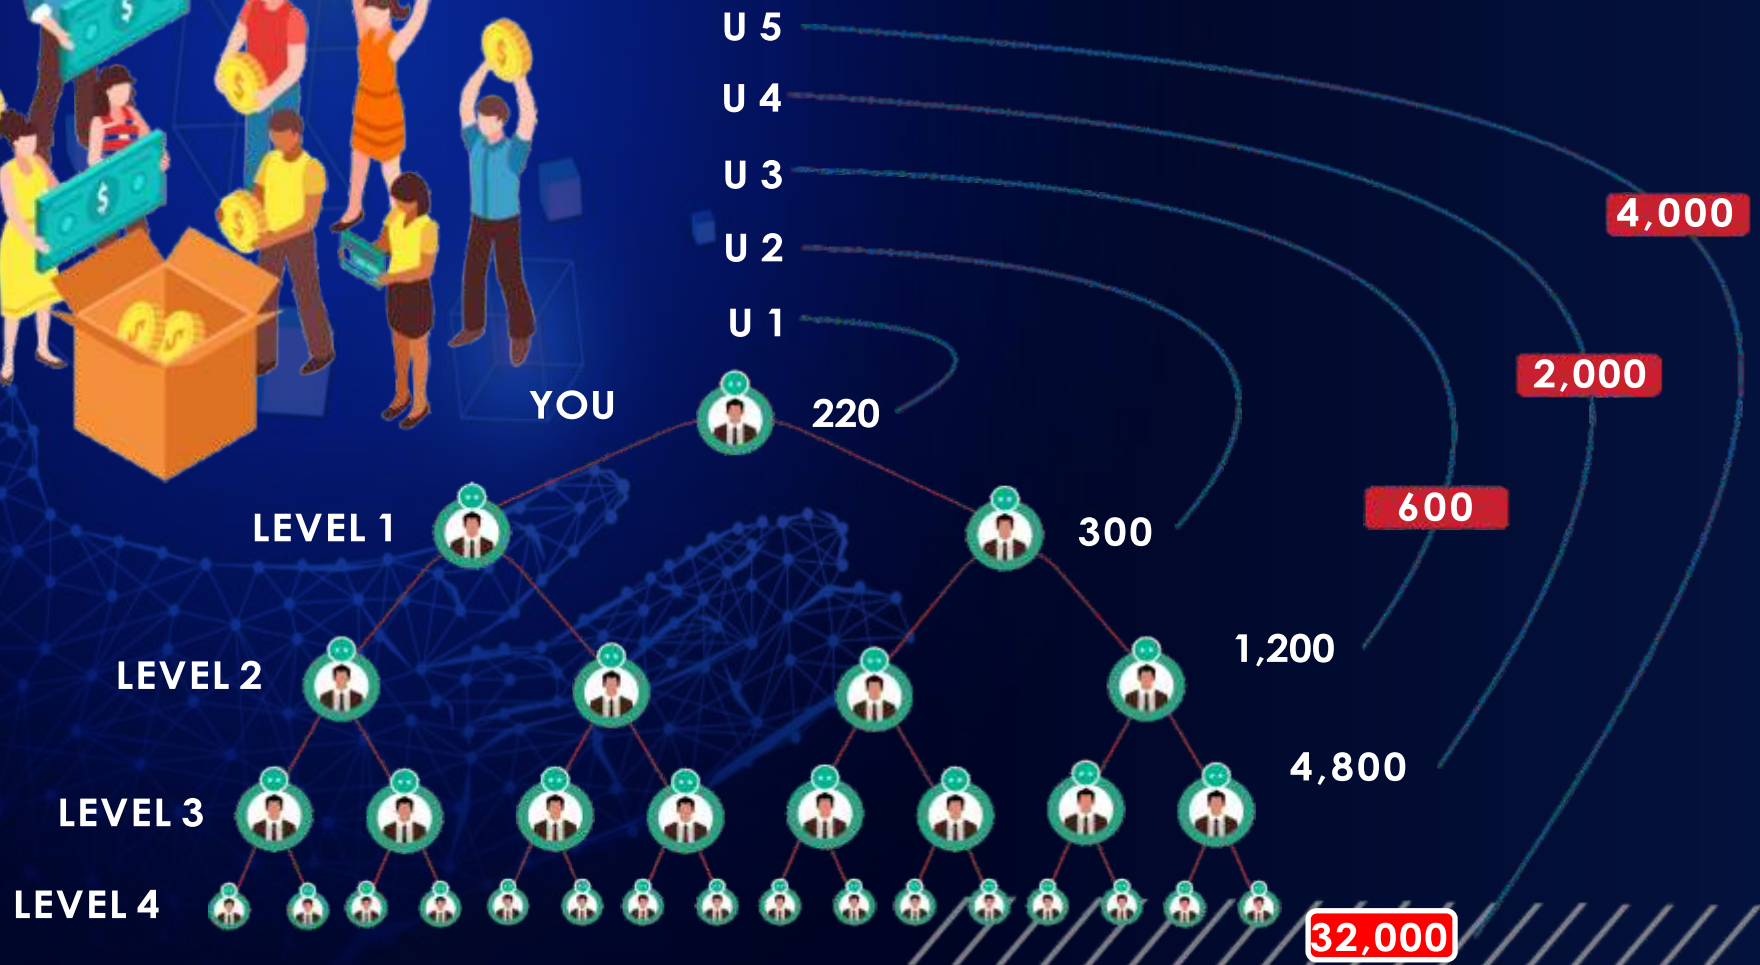 U 5
U 4
U 3
4,000
U 2
U 1
2,000
YOU
220
600
LEVEL 1
300
1,200
LEVEL 2
4,800
LEVEL 3
LEVEL 4
32,000